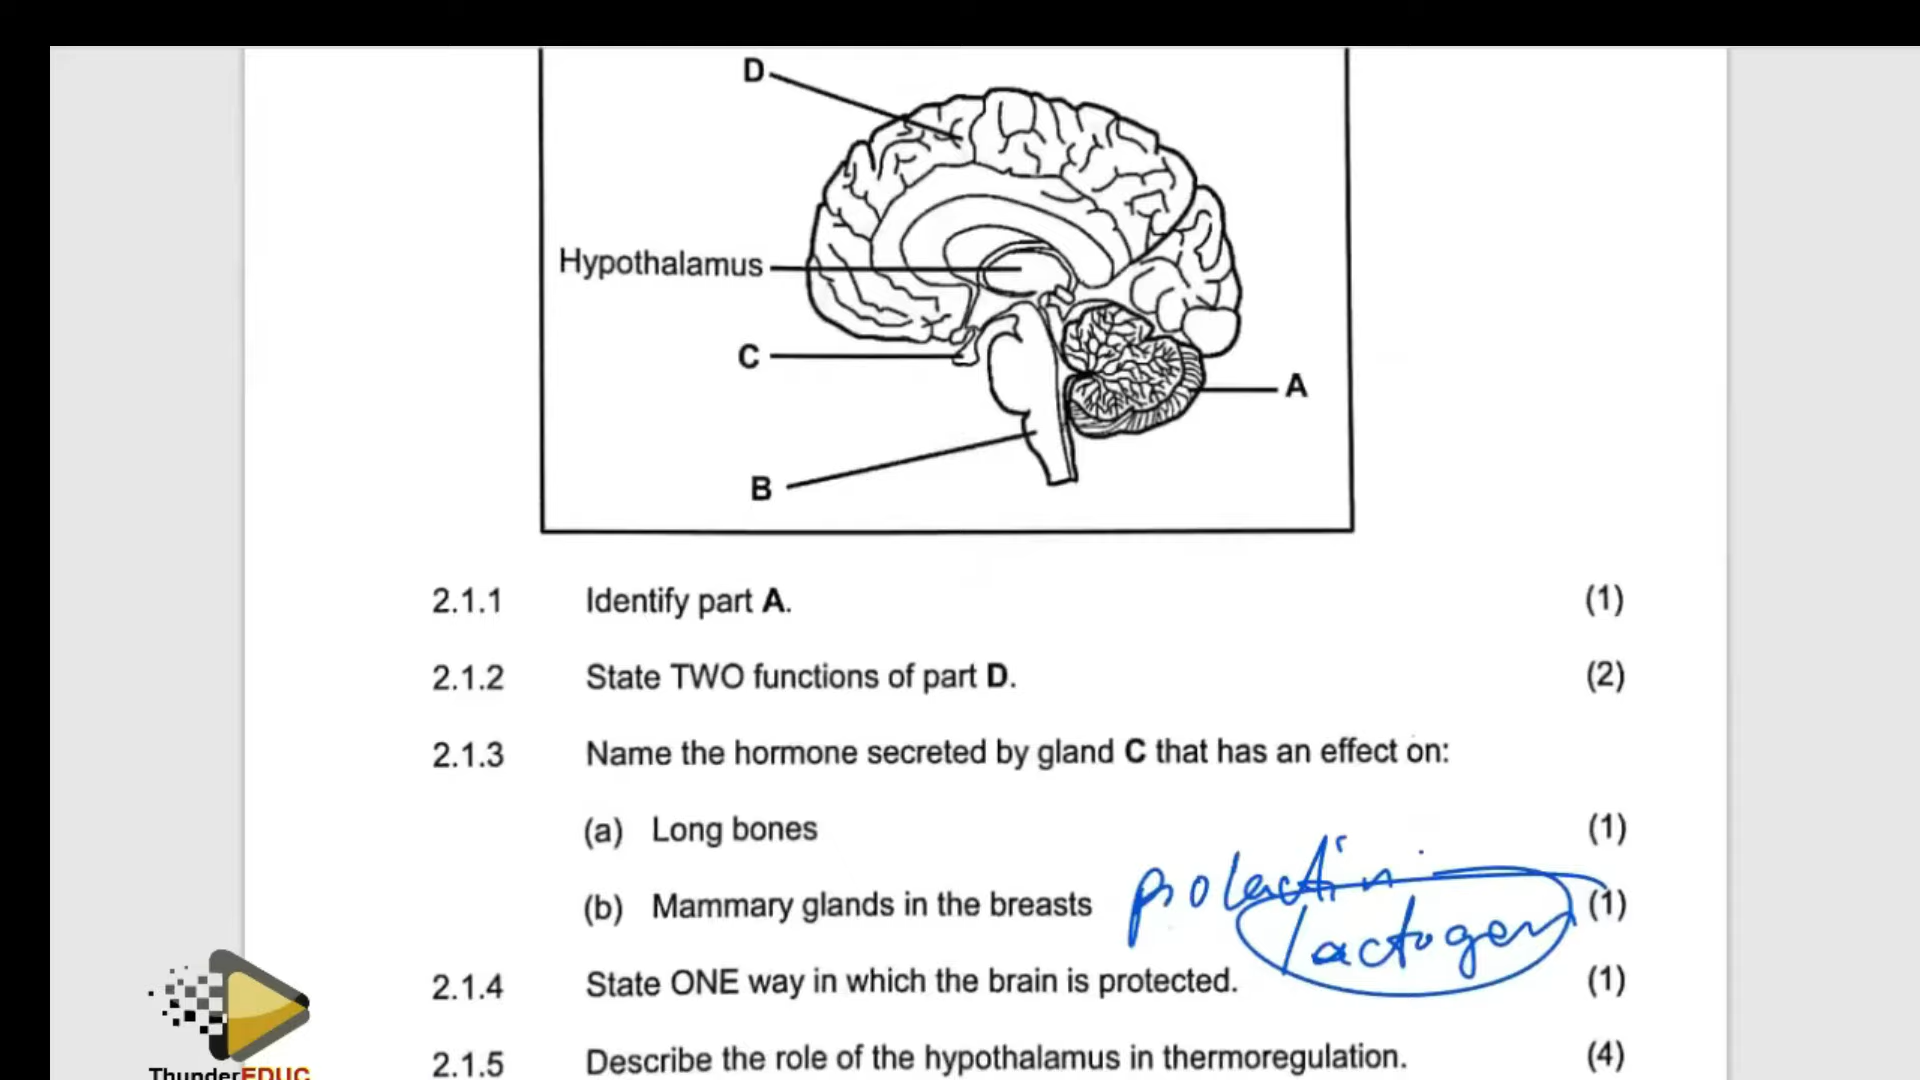 D
Hypothalamus
C
A
B
2.1.1 Identify part A. (1)
2.1.2 State TWO functions of part D. (2)
2.1.3 Name the hormone secreted by gland C that has an effect on:
(a) Long bones (1)
(b) Mammary glands in the breasts prolactin (1)
lactogen
2.1.4 State ONE way in which the brain is protected. (1)
2.1.5 Describe the role of the hypothalamus in thermoregulation. (4)
ThunderEDUC